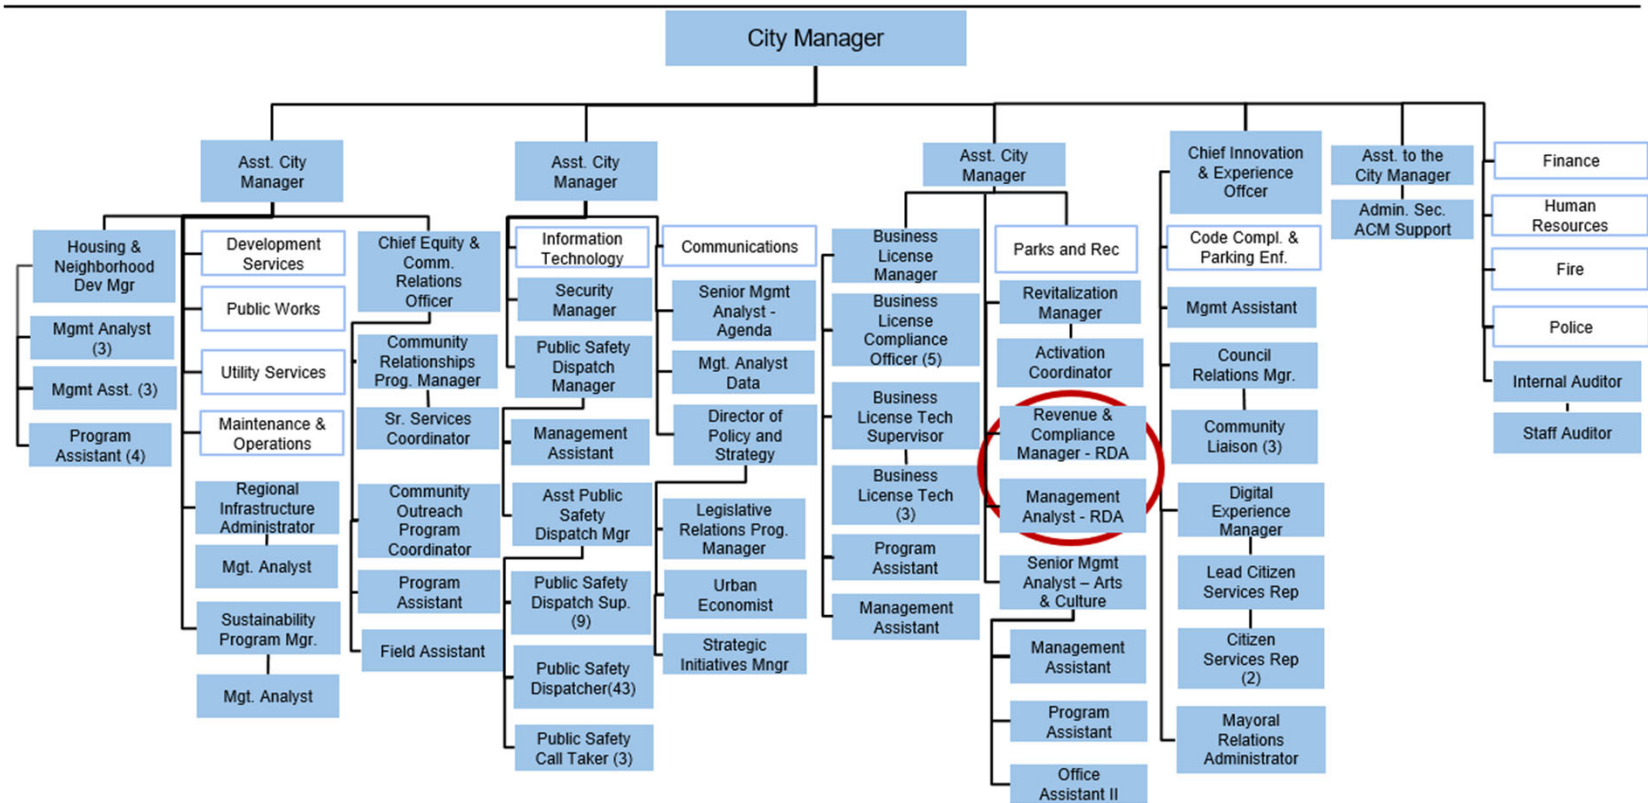 City Manager
Asst. City
Manager
Housing &
Neighborhood
Dev Mgr
Mgmt Analyst
(3)
Mgmt Asst. (3)
Program
Assistant (4)
Development
Services
Public Works
Utility Services
Maintenance &
Operations
Regional
Infrastructure
Administrator
Mgt. Analyst
Sustainability
Program Mgr.
Mgt. Analyst
Chief Equity &
Comm.
Relations
Officer
Community
Relationships
Prog. Manager
Sr. Services
Coordinator
Community
Outreach
Program
Coordinator
Program
Assistant
Field Assistant
Asst. City
Manager
Information
Technology
Security
Manager
Public Safety
Dispatch
Manager
Management
Assistant
Asst Public
Safety
Dispatch Mgr
Public Safety
Dispatch Sup.
(9)
Public Safety
Dispatcher(43)
Public Safety
Call Taker (3)
Communications
Senior Mgmt
Analyst -
Agenda
Mgt. Analyst
Data
Director of
Policy and
Strategy
Legislative
Relations Prog.
Manager
Urban
Economist
Strategic
Initiatives Mngr
Asst. City
Manager
Business
License
Manager
Business
License
Compliance
Officer (5)
Business
License Tech
Supervisor
Business
License Tech
(3)
Program
Assistant
Management
Assistant
Parks and Rec
Revitalization
Manager
Activation
Coordinator
Revenue &
Compliance
Manager - RDA
Management
Analyst - RDA
Senior Mgmt
Analyst – Arts
& Culture
Management
Assistant
Program
Assistant
Office
Assistant II
Chief Innovation
& Experience
Offcer
Code Compl. &
Parking Enf.
Mgmt Assistant
Council
Relations Mgr.
Community
Liaison (3)
Digital
Experience
Manager
Lead Citizen
Services Rep
Citizen
Services Rep
(2)
Mayoral
Relations
Administrator
Asst. to the
City Manager
Admin. Sec.
ACM Support
Finance
Human
Resources
Fire
Police
Internal Auditor
Staff Auditor